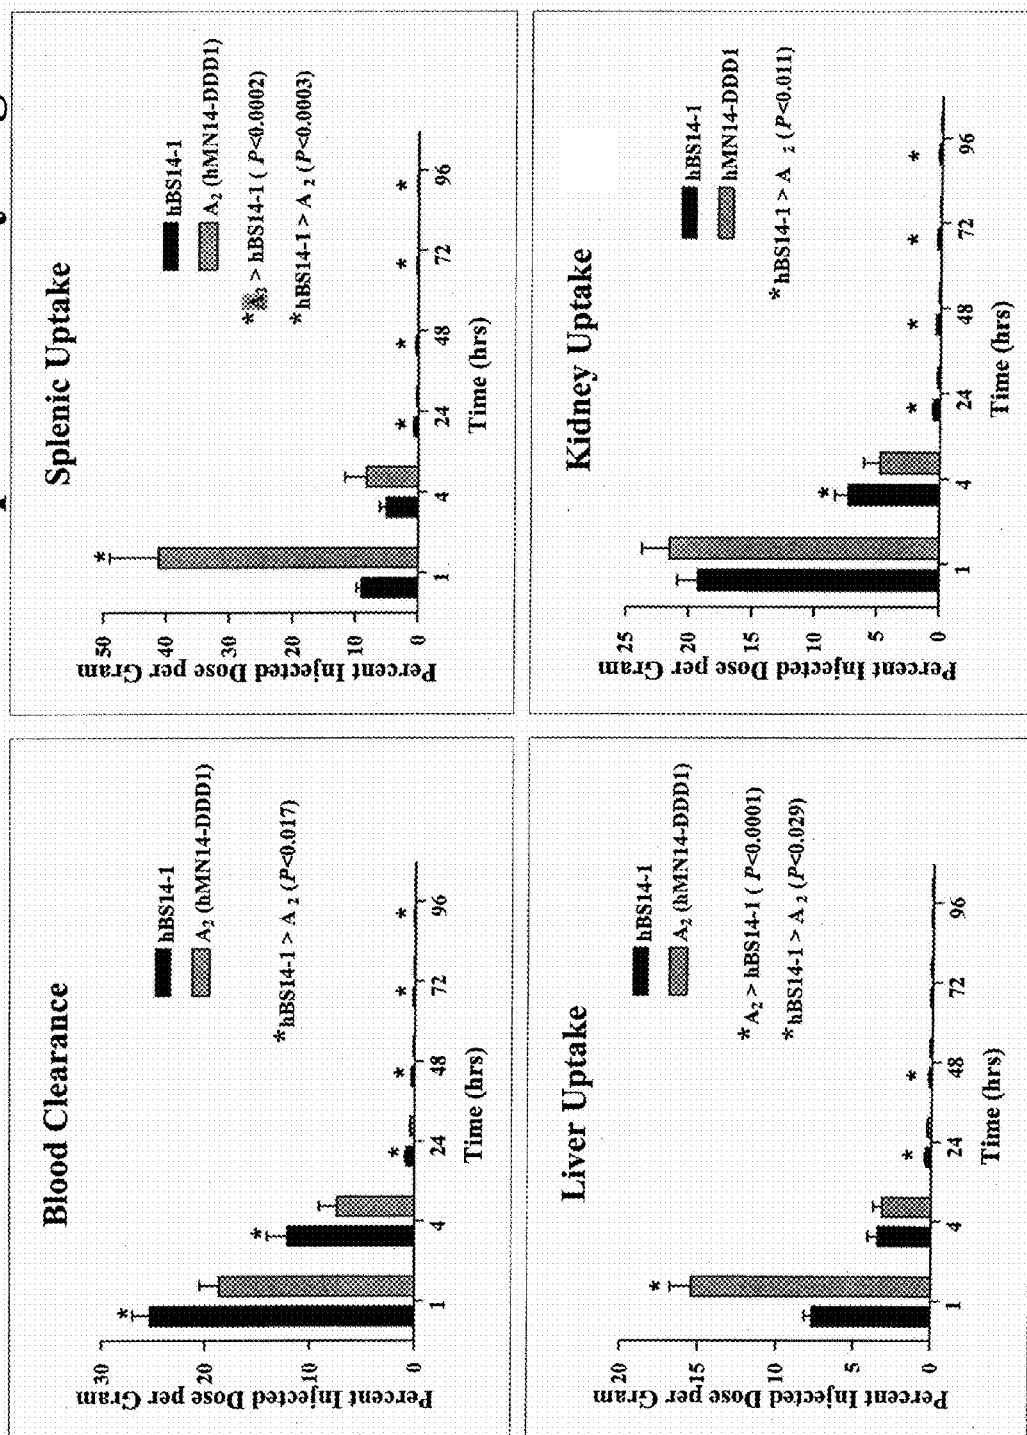 Blood Clearance
Percent Injected Dose per Gram
30
20
10
0
1
4
24
48
72
96
Time (hrs)
hBS14-1
A₂ (hMN14-DDD1)
*hBS14-1 > A ₂ (P<0.017)
*
*
*
*
*
*
Splenic Uptake
Percent Injected Dose per Gram
50
40
30
20
10
0
1
4
24
48
72
96
Time (hrs)
hBS14-1
A₂ (hMN14-DDD1)
*A₂ > hBS14-1 ( P<0.0002)
*hBS14-1 > A ₂ (P<0.0003)
*
*
*
*
*
Liver Uptake
Percent Injected Dose per Gram
20
15
10
5
0
1
4
24
48
72
96
Time (hrs)
hBS14-1
A₂ (hMN14-DDD1)
*A₂ > hBS14-1 ( P<0.0001)
*hBS14-1 > A ₂ (P<0.029)
*
*
*
Kidney Uptake
Percent Injected Dose per Gram
25
20
15
10
5
0
1
4
24
48
72
96
Time (hrs)
hBS14-1
hMN14-DDD1
*hBS14-1 > A ₂ (P<0.011)
*
*
*
*
*